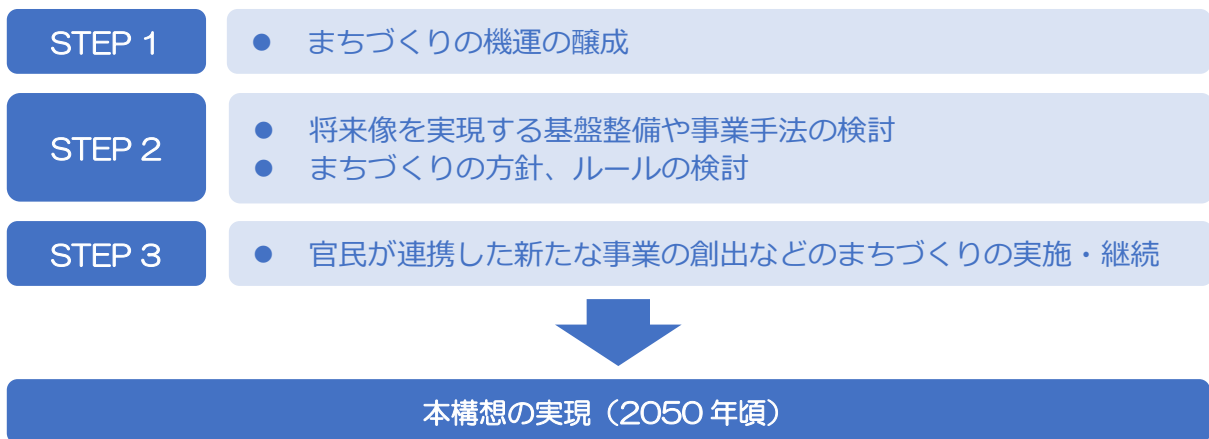 STEP 1
● まちづくりの機運の醸成
STEP 2
● 将来像を実現する基盤整備や事業手法の検討
● まちづくりの方針、ルールの検討
STEP 3
● 官民が連携した新たな事業の創出などのまちづくりの実施・継続
本構想の実現（2050 年頃）